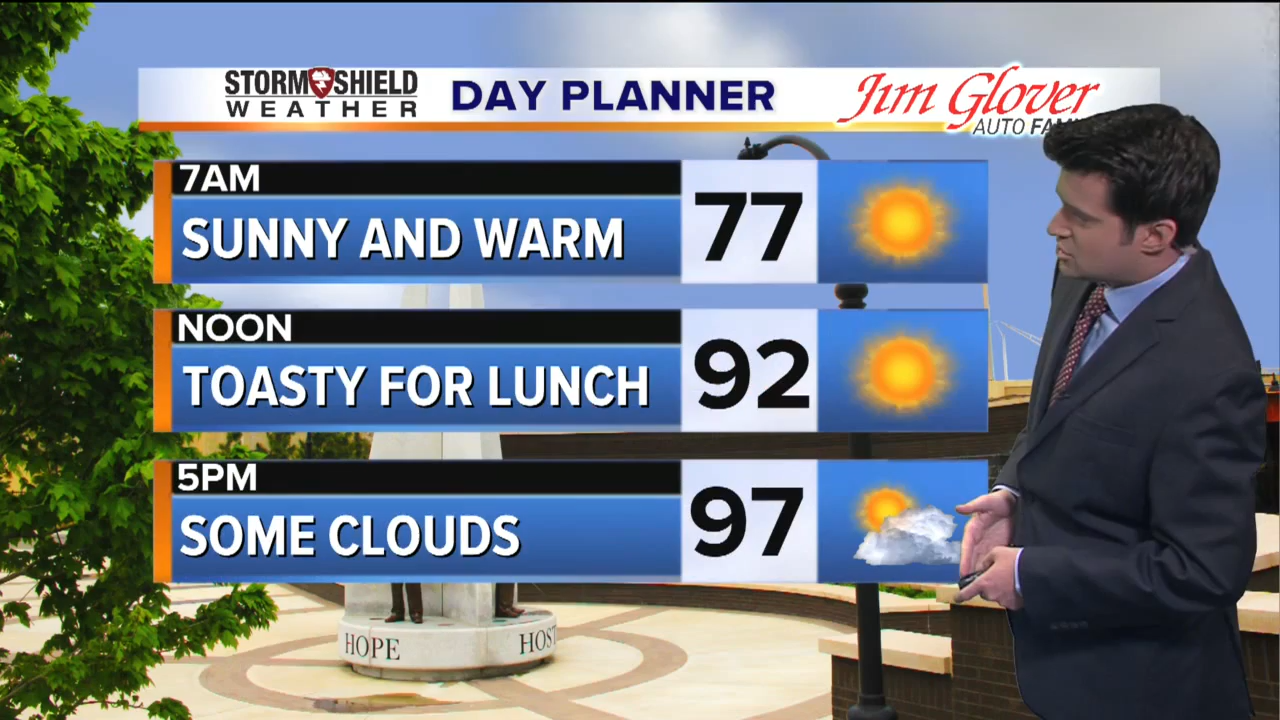 STORM SHIELD
WEATHER
DAY PLANNER
Jim Glover
AUTO
7AM
SUNNY AND WARM
77
NOON
TOASTY FOR LUNCH
92
5PM
SOME CLOUDS
97
HOPE